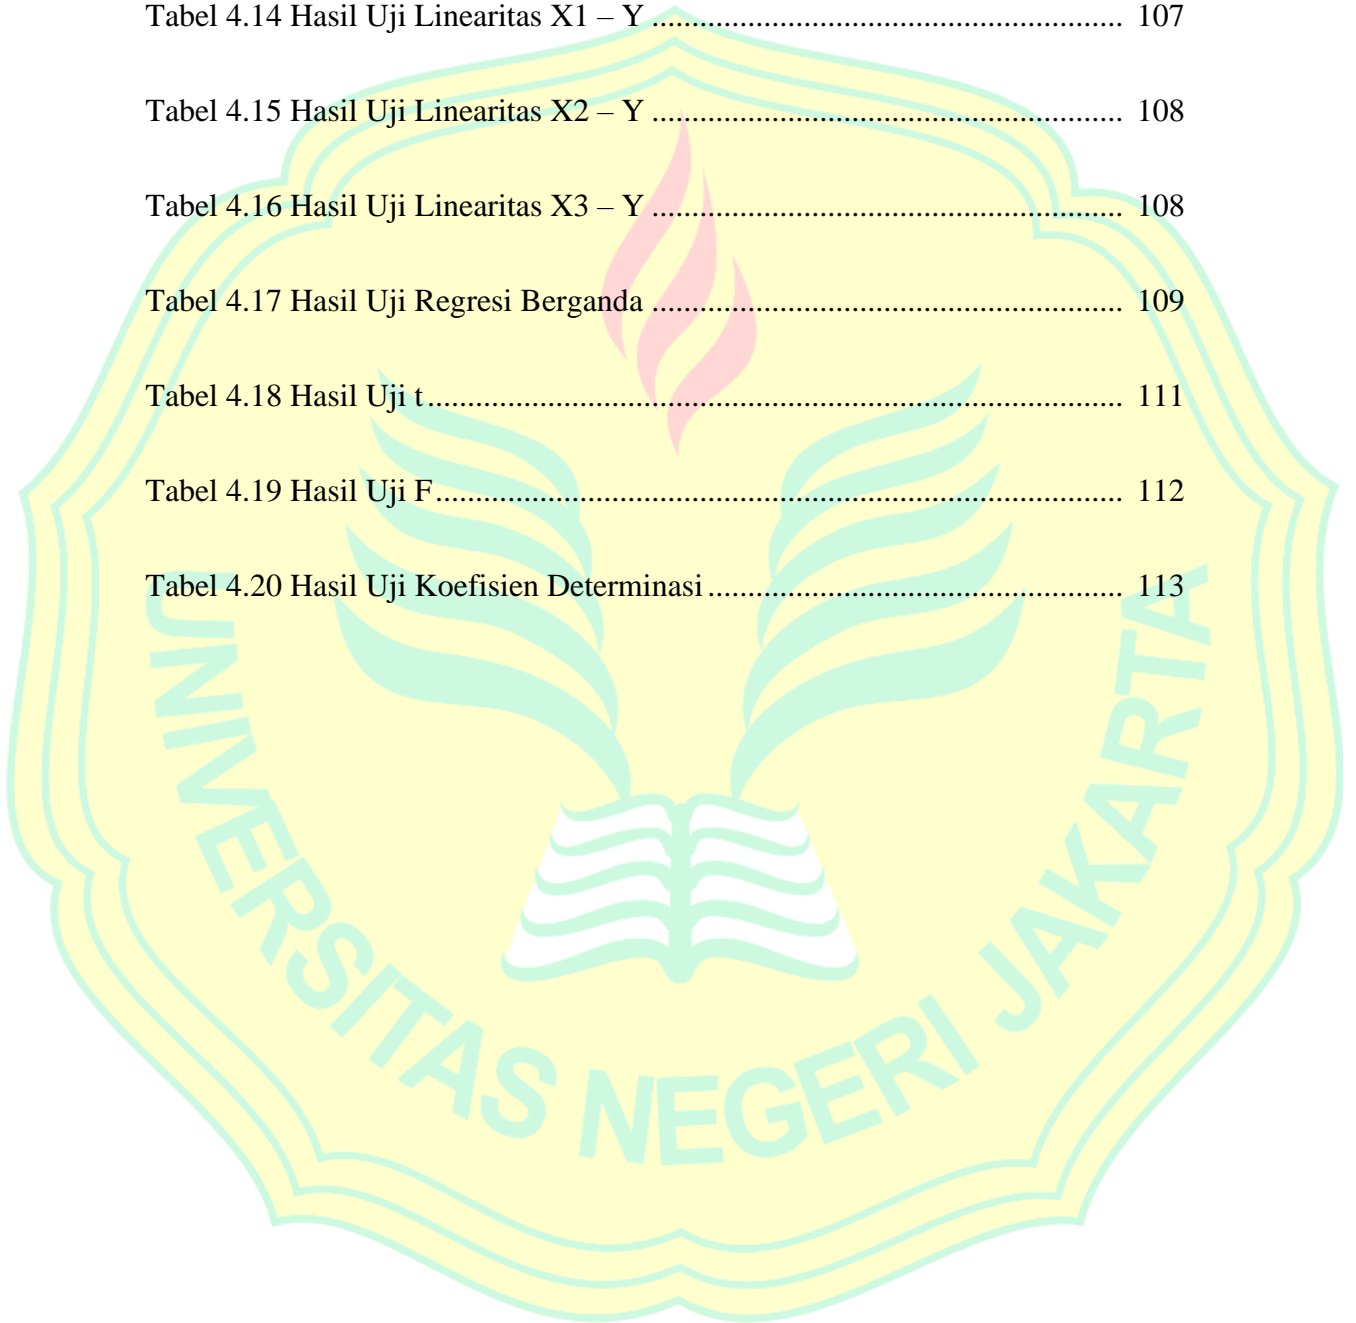 Tabel 4.14 Hasil Uji Linearitas X1 – Y ........................................................ 107
Tabel 4.15 Hasil Uji Linearitas X2 – Y ........................................................ 108
Tabel 4.16 Hasil Uji Linearitas X3 – Y ........................................................ 108
Tabel 4.17 Hasil Uji Regresi Berganda ........................................................ 109
Tabel 4.18 Hasil Uji t ................................................................................... 111
Tabel 4.19 Hasil Uji F .................................................................................. 112
Tabel 4.20 Hasil Uji Koefisien Determinasi ................................................. 113
UNIVERSITAS NEGERI JAKARTA